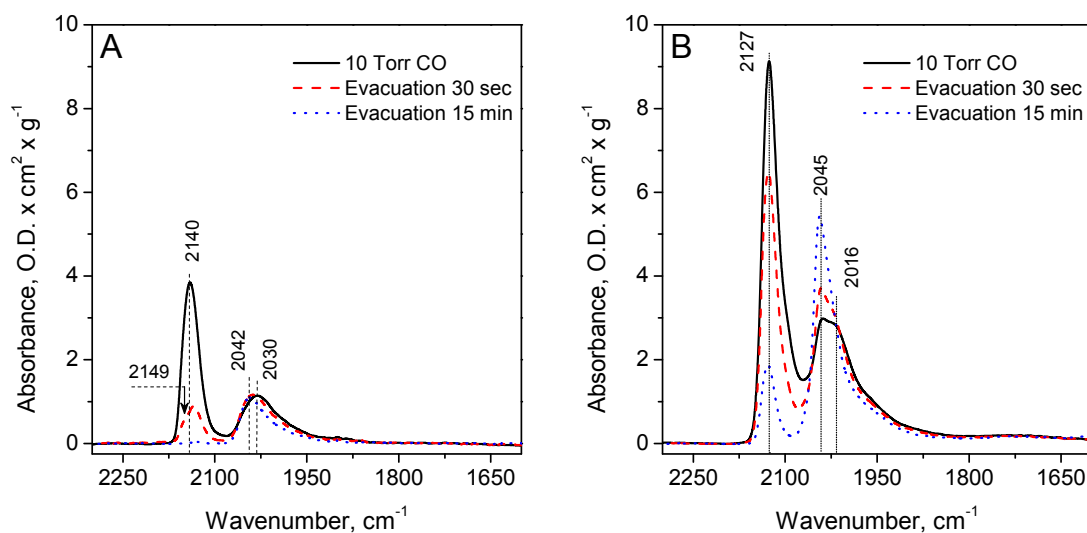 A
10 Torr CO
Evacuation 30 sec
Evacuation 15 min
2140
2149
2042
2030
10
8
6
4
2
0
Absorbance, O.D. x cm² x g⁻¹
2250 2100 1950 1800 1650
Wavenumber, cm⁻¹
B
10 Torr CO
Evacuation 30 sec
Evacuation 15 min
2127
2045
2016
10
8
6
4
2
0
Absorbance, O.D. x cm² x g⁻¹
2250 2100 1950 1800 1650
Wavenumber, cm⁻¹